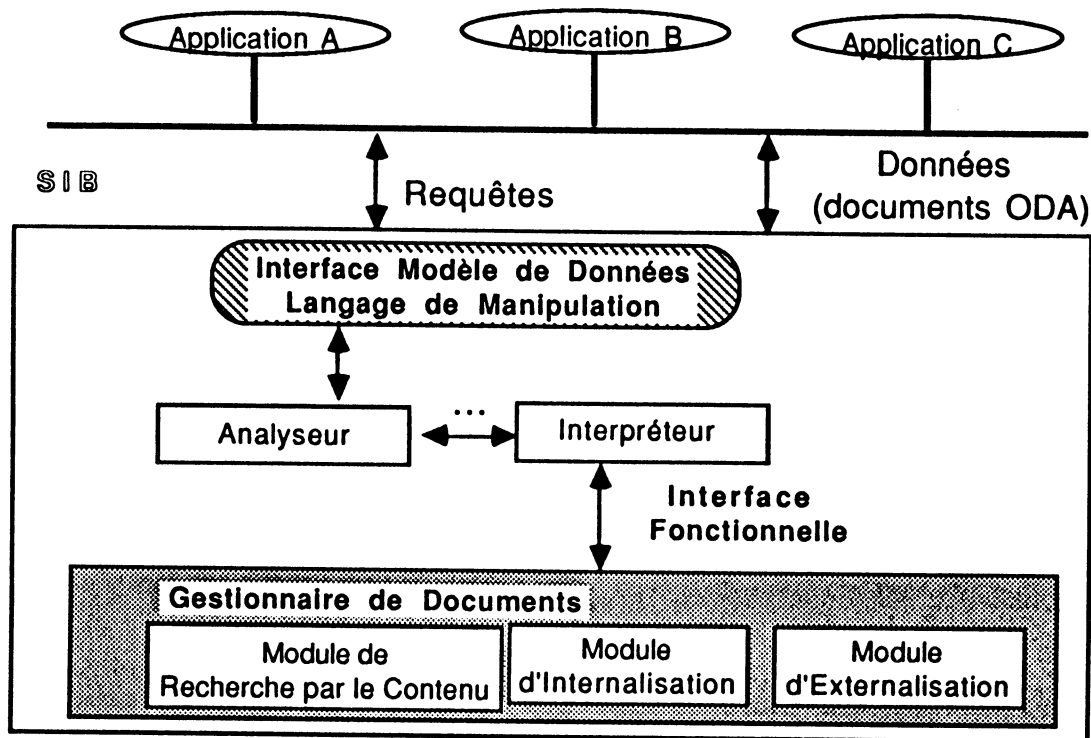 Application A
Application B
Application C
SIB
Requêtes
Données
(documents ODA)
Interface Modèle de Données
Langage de Manipulation
Analyseur
...
Interpréteur
Interface
Fonctionnelle
Gestionnaire de Documents
Module de
Recherche par le Contenu
Module
d'Internalisation
Module
d'Externalisation